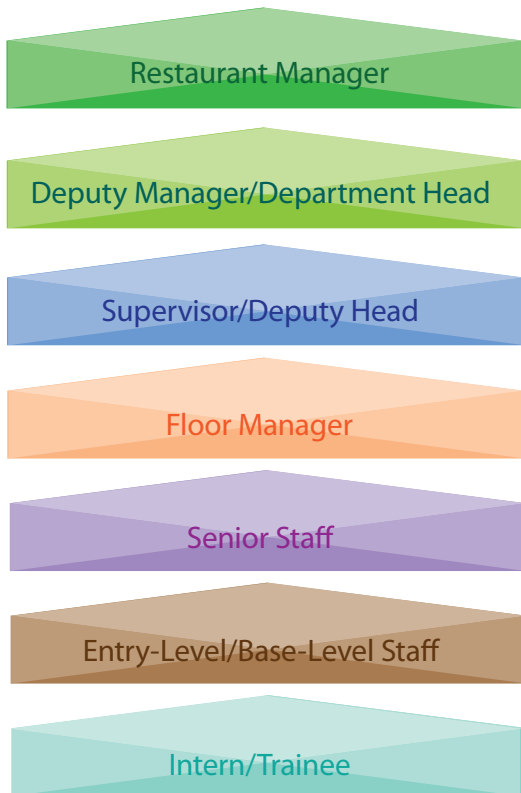 Restaurant Manager
Deputy Manager/Department Head
Supervisor/Deputy Head
Floor Manager
Senior Staff
Entry-Level/Base-Level Staff
Intern/Trainee